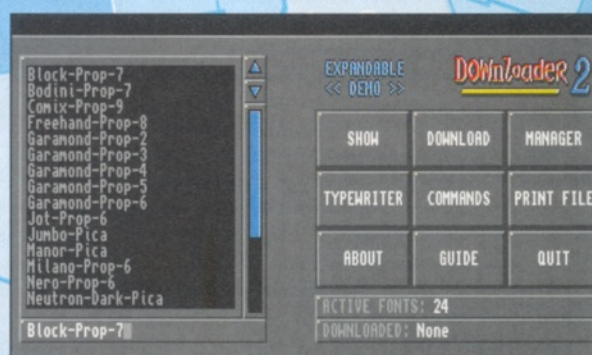 Block-Prop-7
Bodini-Prop-7
Comix-Prop-9
Freehand-Prop-8
Garamond-Prop-2
Garamond-Prop-3
Garamond-Prop-4
Garamond-Prop-5
Garamond-Prop-6
Jot-Prop-6
Jumbo-Pica
Manor-Pica
Milano-Prop-6
Nero-Prop-6
Neutron-Dark-Pica
Block-Prop-7
EXPANDABLE
<< DEMO >>
DOWnloadeR 2
SHOW DOWNLOAD MANAGER
TYPEWRITER COMMANDS PRINT FILE
ABOUT GUIDE QUIT
ACTIVE FONTS: 24
DOWNLOADED: None